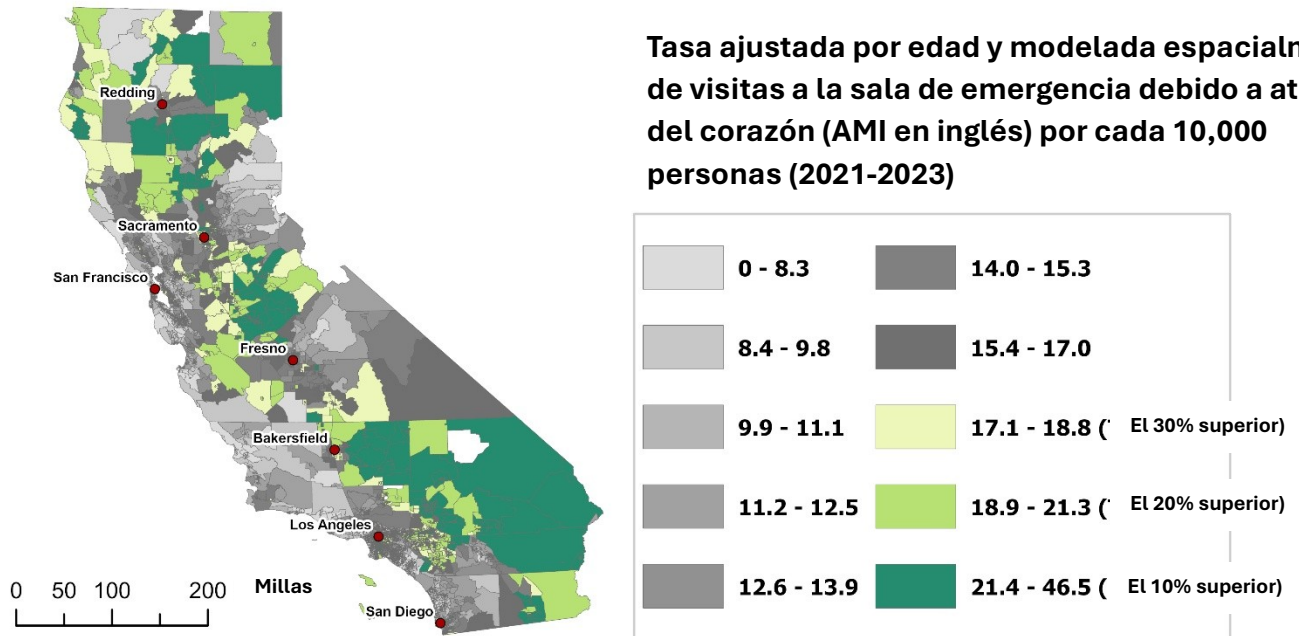 Tasa ajustada por edad y modelada espacialm
de visitas a la sala de emergencia debido a at
del corazón (AMI en inglés) por cada 10,000
personas (2021-2023)
Redding
Sacramento
San Francisco
Fresno
Bakersfield
Los Angeles
San Diego
0 50 100 200 Millas
0 - 8.3
8.4 - 9.8
9.9 - 11.1
11.2 - 12.5
12.6 - 13.9
14.0 - 15.3
15.4 - 17.0
17.1 - 18.8 ( El 30% superior)
18.9 - 21.3 ( El 20% superior)
21.4 - 46.5 ( El 10% superior)